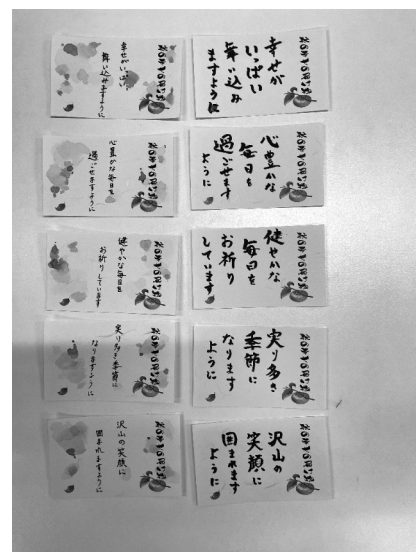 幸せがいっぱい
舞い込みますように
幸せが
いっぱい
舞い込み
ますように
心豊かな毎日を
過ごせますように
心豊かな
毎日を
過ごせます
ように
健やかな毎日を
お祈りしています
健やかな
毎日を
お祈り
しています
実り多き季節に
なりますように
実り多き
季節に
なります
ように
沢山の笑顔に
囲まれますように
沢山の
笑顔に
囲まれます
ように